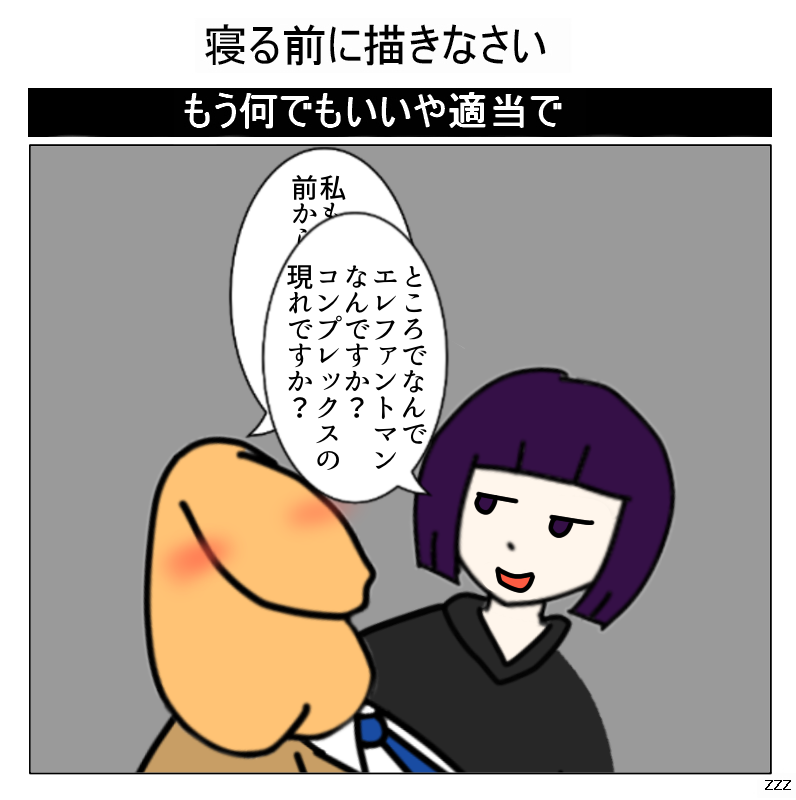 寝る前に描きなさい
もう何でもいいや適当で
私も
前から
ところでなんで
エレファントマン
なんですか？
コンプレックスの
現れですか？
zzz